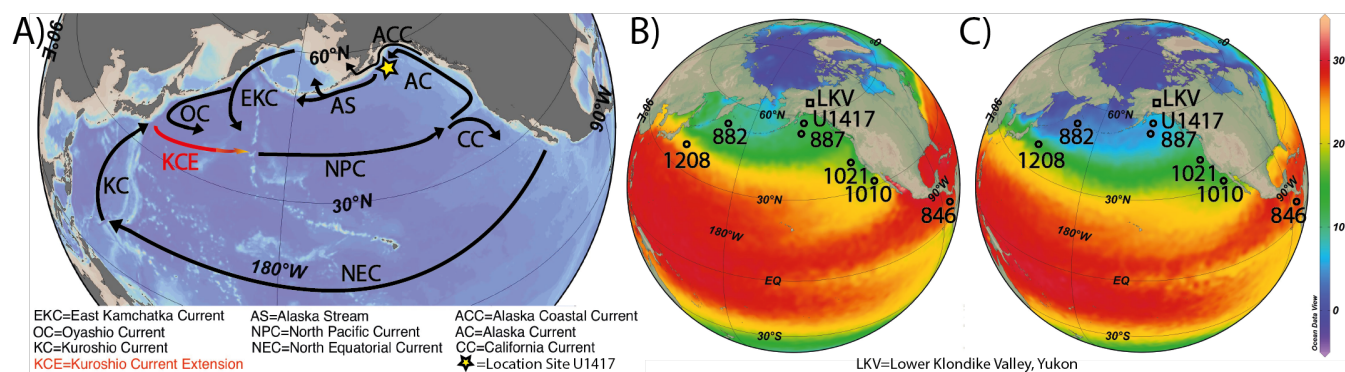 A)
90°E
ACC
60°N
AC
AS
EKC
OC
CC
90°W
KCE
NPC
KC
30°N
180°W
NEC
EKC=East Kamchatka Current
AS=Alaska Stream
ACC=Alaska Coastal Current
OC=Oyashio Current
NPC=North Pacific Current
AC=Alaska Current
KC=Kuroshio Current
NEC=North Equatorial Current
CC=California Current
KCE=Kuroshio Current Extension
=Location Site U1417
B)
90°E
0°
LKV
60°N
U1417
882
887
1208
1021
1010
30°N
90°W
846
180°W
EQ
30°S
C)
90°E
0°
LKV
60°N
U1417
882
887
1208
1021
1010
30°N
90°W
846
180°W
EQ
30°S
LKV=Lower Klondike Valley, Yukon
30
20
10
0
Ocean Data View